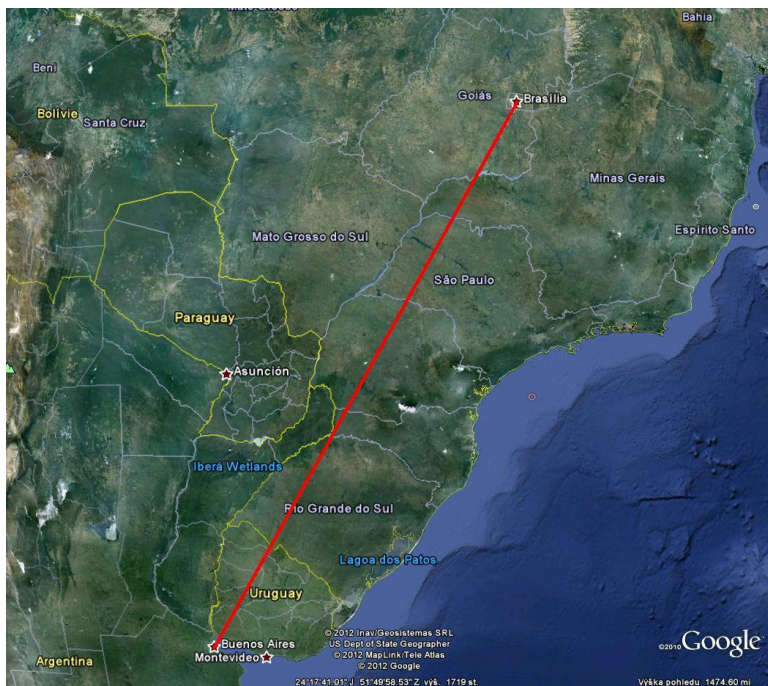 Mato Grosso
Bahia
Beni
Goiás
Brasília
Bolívie
Santa Cruz
Minas Gerais
Mato Grosso do Sul
Espírito Santo
São Paulo
Paraguay
Asunción
Iberá Wetlands
Rio Grande do Sul
Lagoa dos Patos
Uruguay
Buenos Aires
Montevideo
Argentina
© 2012 Inav/Geosistemas SRL
US Dept of State Geographer
© 2012 MapLink/Tele Atlas
© 2012 Google
©2010 Google
24°17'41.01" J 51°49'58.53" Z výš. 1719 st.
Výška pohledu 1474.60 mi